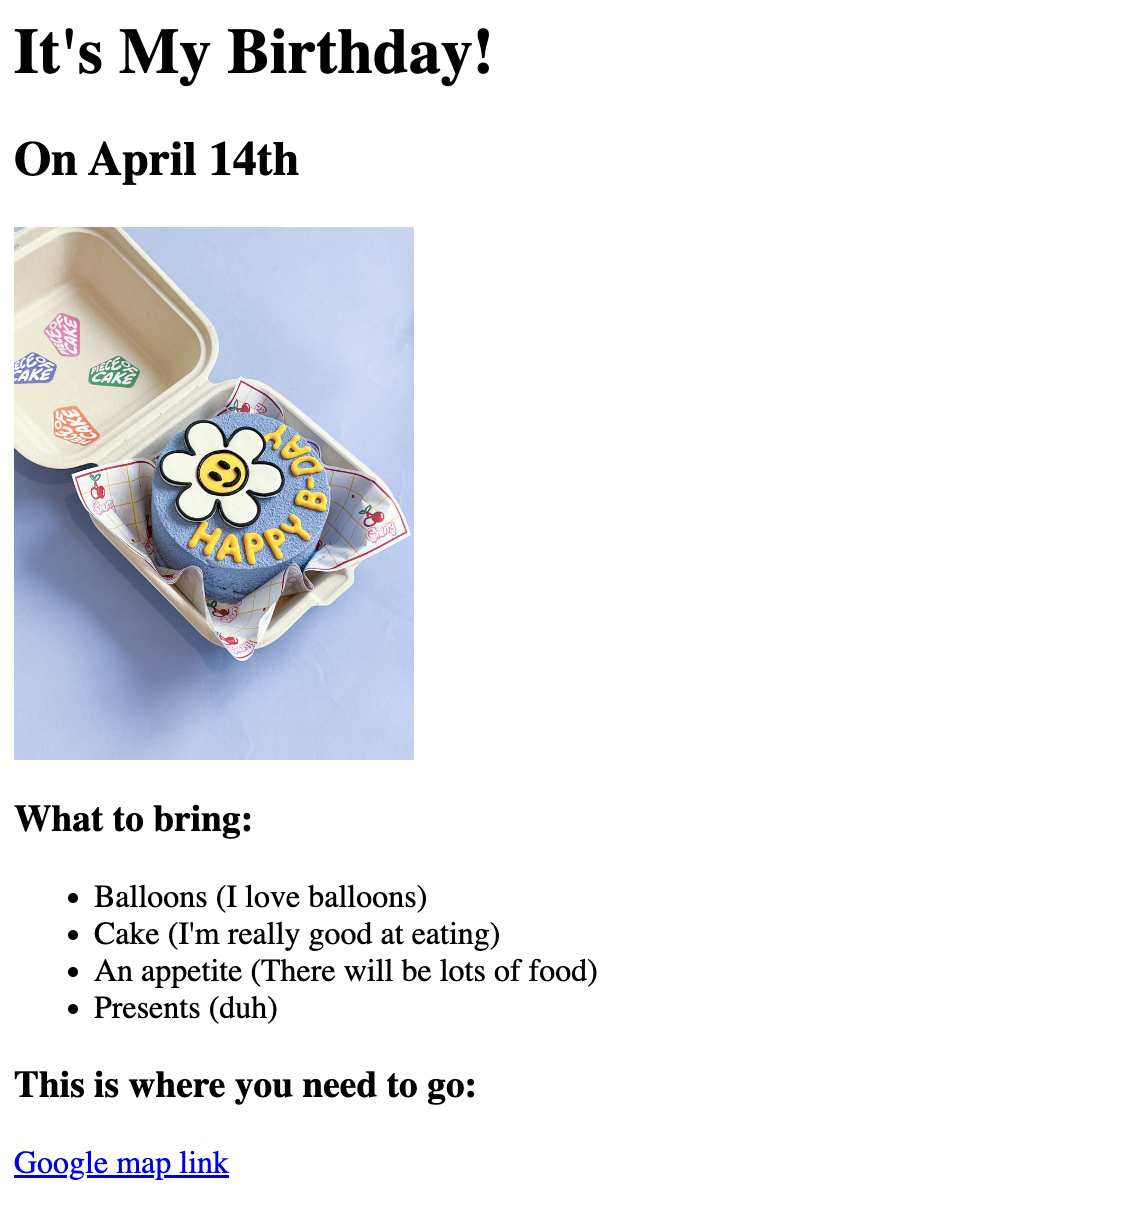 It's My Birthday!
On April 14th
PIECE OF CAKE
PIECE OF CAKE
PIECE OF CAKE
PIECE OF CAKE
HAPPY B-DAY
Cherry
Cherry
What to bring:
• Balloons (I love balloons)
• Cake (I'm really good at eating)
• An appetite (There will be lots of food)
• Presents (duh)
This is where you need to go:
Google map link